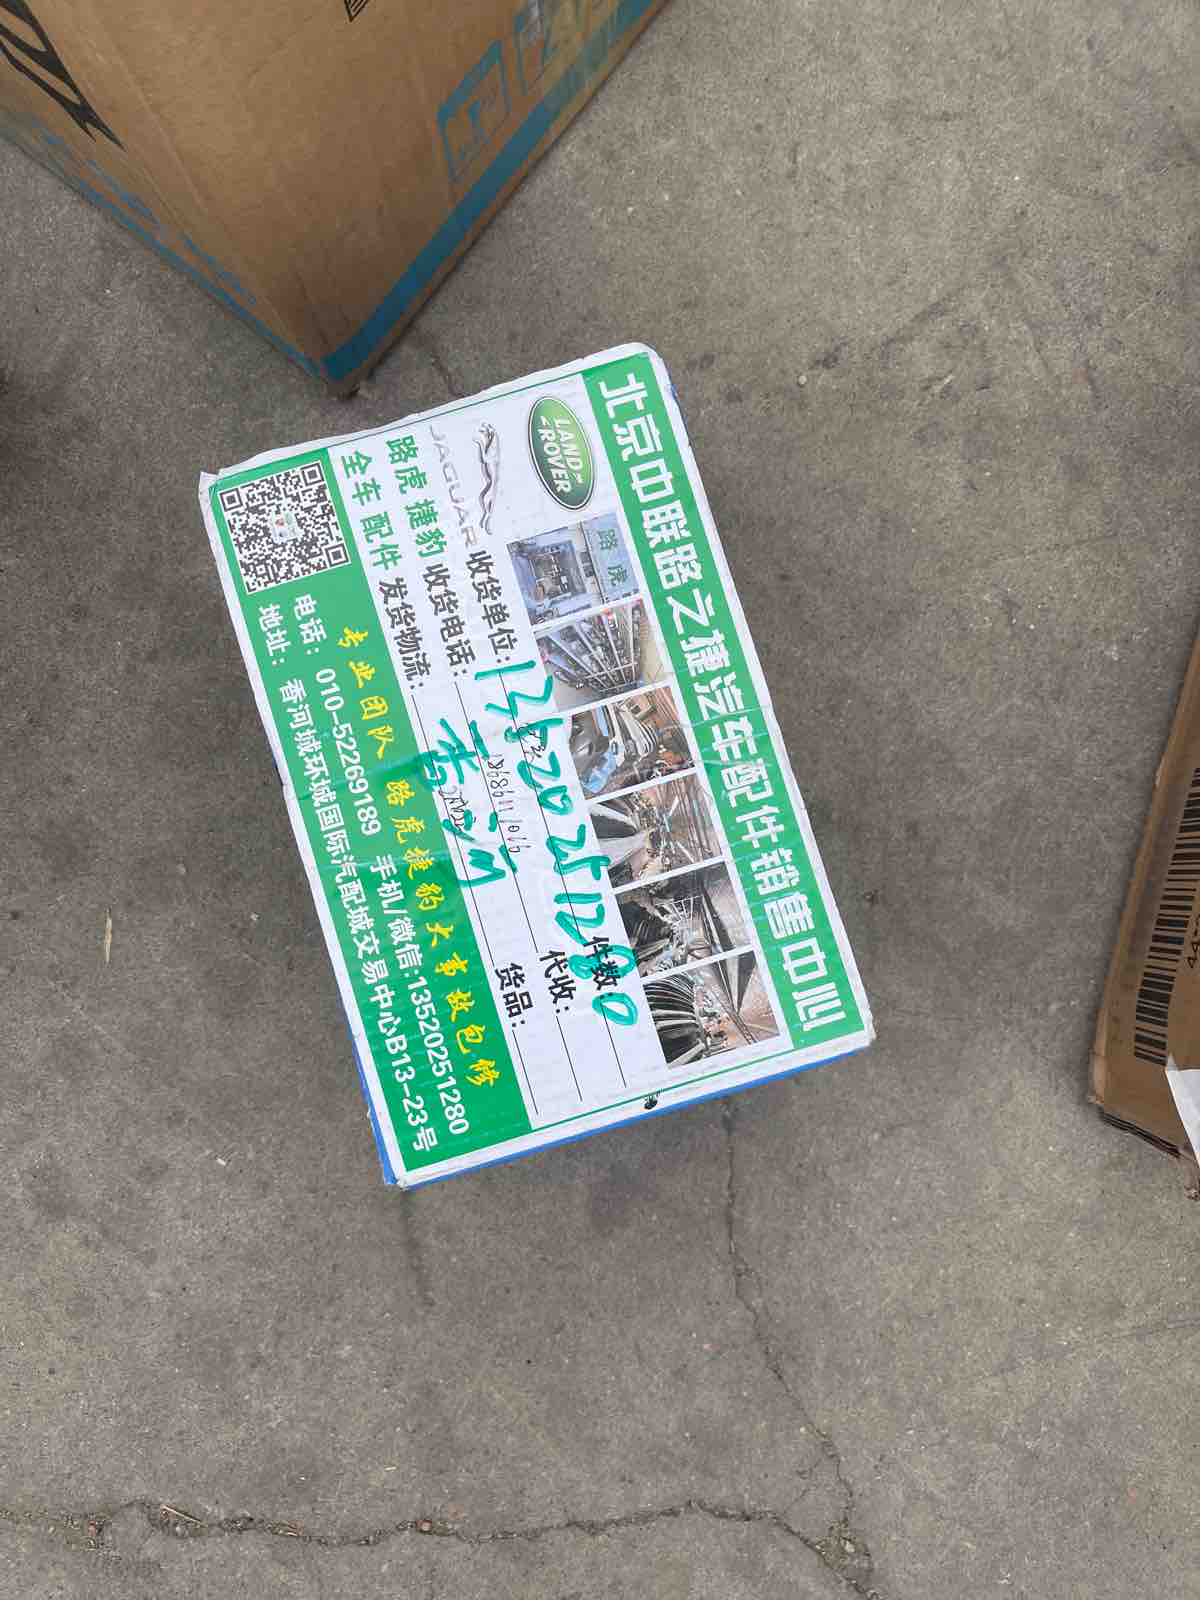 北京中联路之捷汽车配件销售中心
LAND
ROVER
路虎
JAGUAR
路虎 捷豹
全车 配件
收货单位：
收货电话：
发货物流：
13520251280
香河
件数：
代收：
货品：
专业团队 路虎捷豹大事故包修
电话： 010-52269189 手机/微信:13520251280
地址： 香河城环城国际汽配城交易中心B13-23号